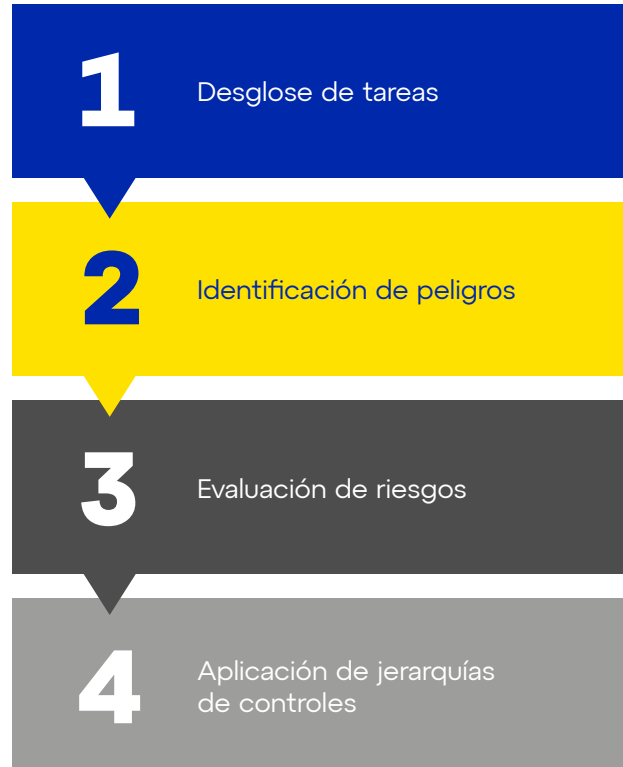 1
Desglose de tareas
2
Identificación de peligros
3
Evaluación de riesgos
4
Aplicación de jerarquías
de controles